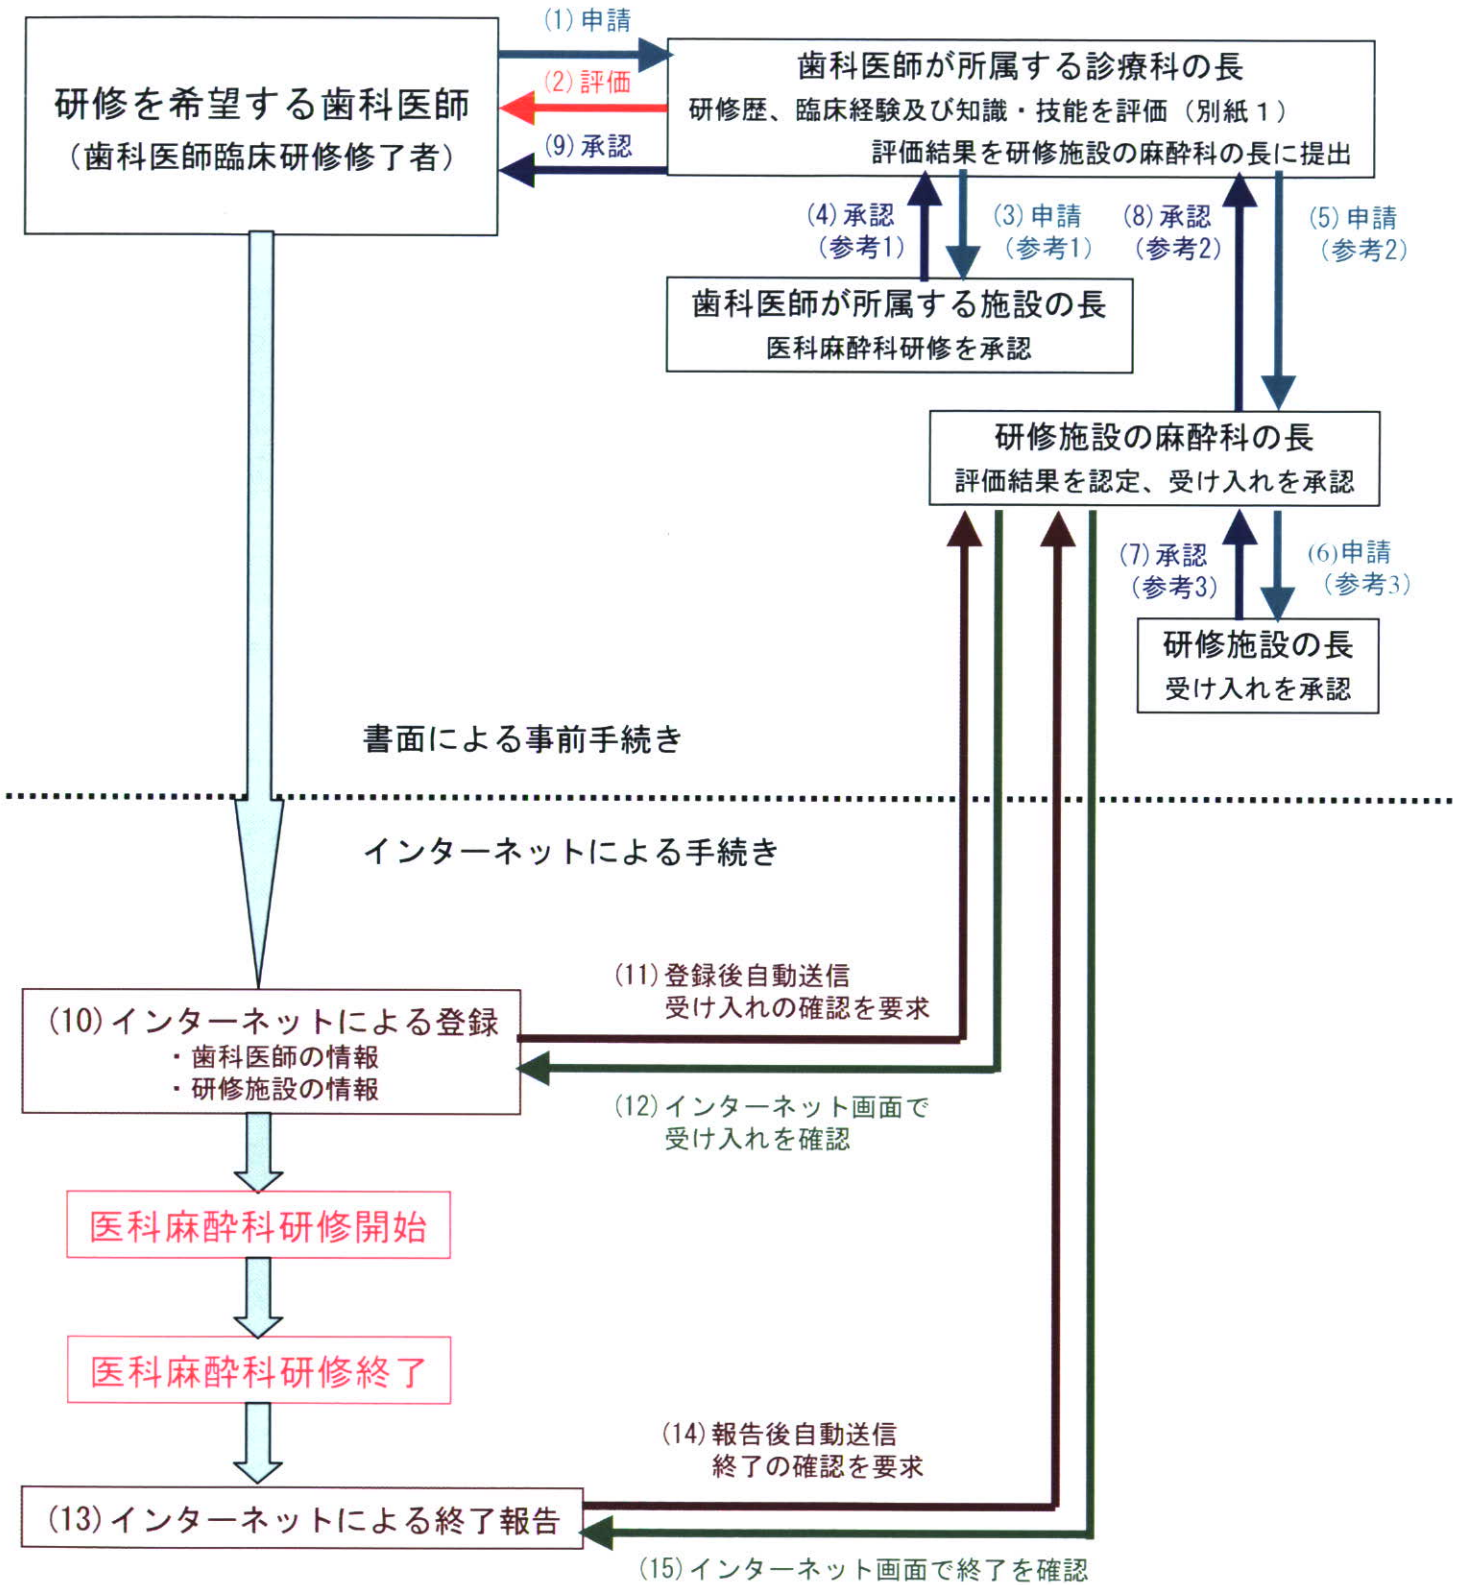 (1)申請
研修を希望する歯科医師
(歯科医師臨床研修修了者)
(2)評価
(9)承認
歯科医師が所属する診療科の長
研修歴、臨床経験及び知識・技能を評価（別紙１）
評価結果を研修施設の麻酔科の長に提出
(4)承認
(参考1)
(3)申請
(参考1)
(8)承認
(参考2)
(5)申請
(参考2)
歯科医師が所属する施設の長
医科麻酔科研修を承認
研修施設の麻酔科の長
評価結果を認定、受け入れを承認
(7)承認
(参考3)
(6)申請
(参考3)
研修施設の長
受け入れを承認
書面による事前手続き
インターネットによる手続き
(10)インターネットによる登録
・歯科医師の情報
・研修施設の情報
(11)登録後自動送信
受け入れの確認を要求
(12)インターネット画面で
受け入れを確認
医科麻酔科研修開始
医科麻酔科研修終了
(14)報告後自動送信
終了の確認を要求
(13)インターネットによる終了報告
(15)インターネット画面で終了を確認